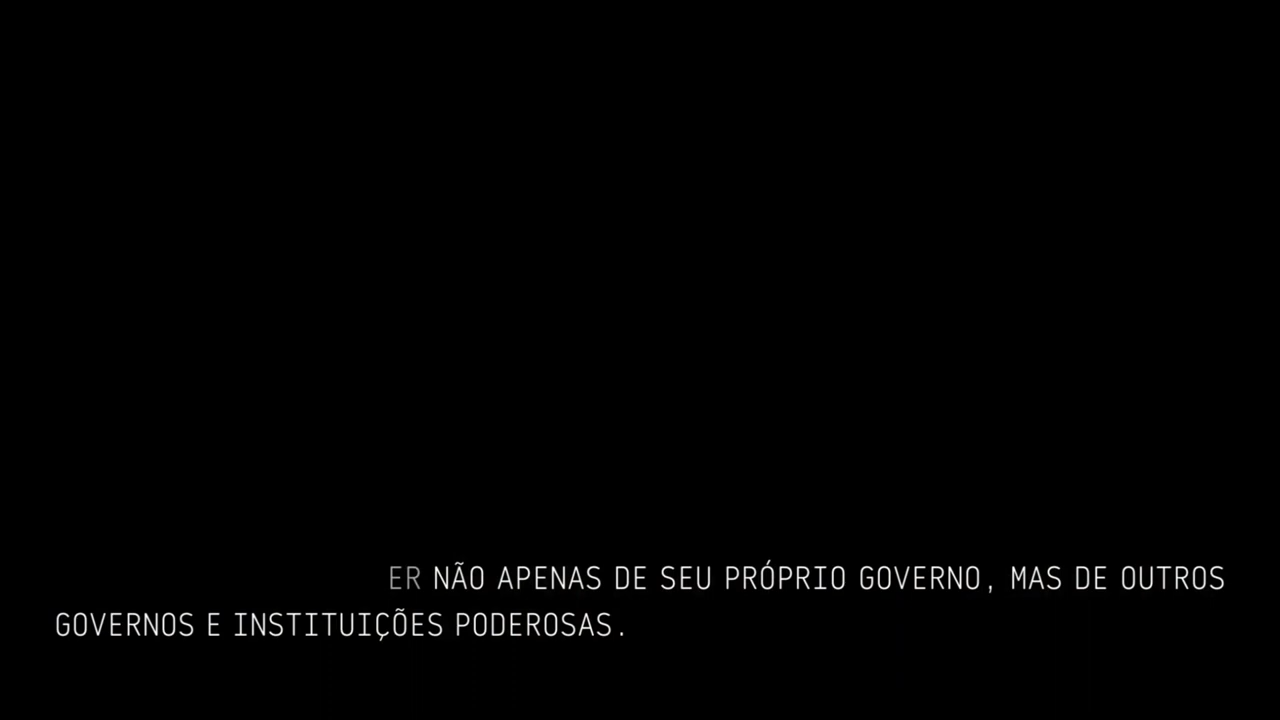 ER NÃO APENAS DE SEU PRÓPRIO GOVERNO, MAS DE OUTROS
GOVERNOS E INSTITUIÇÕES PODEROSAS.